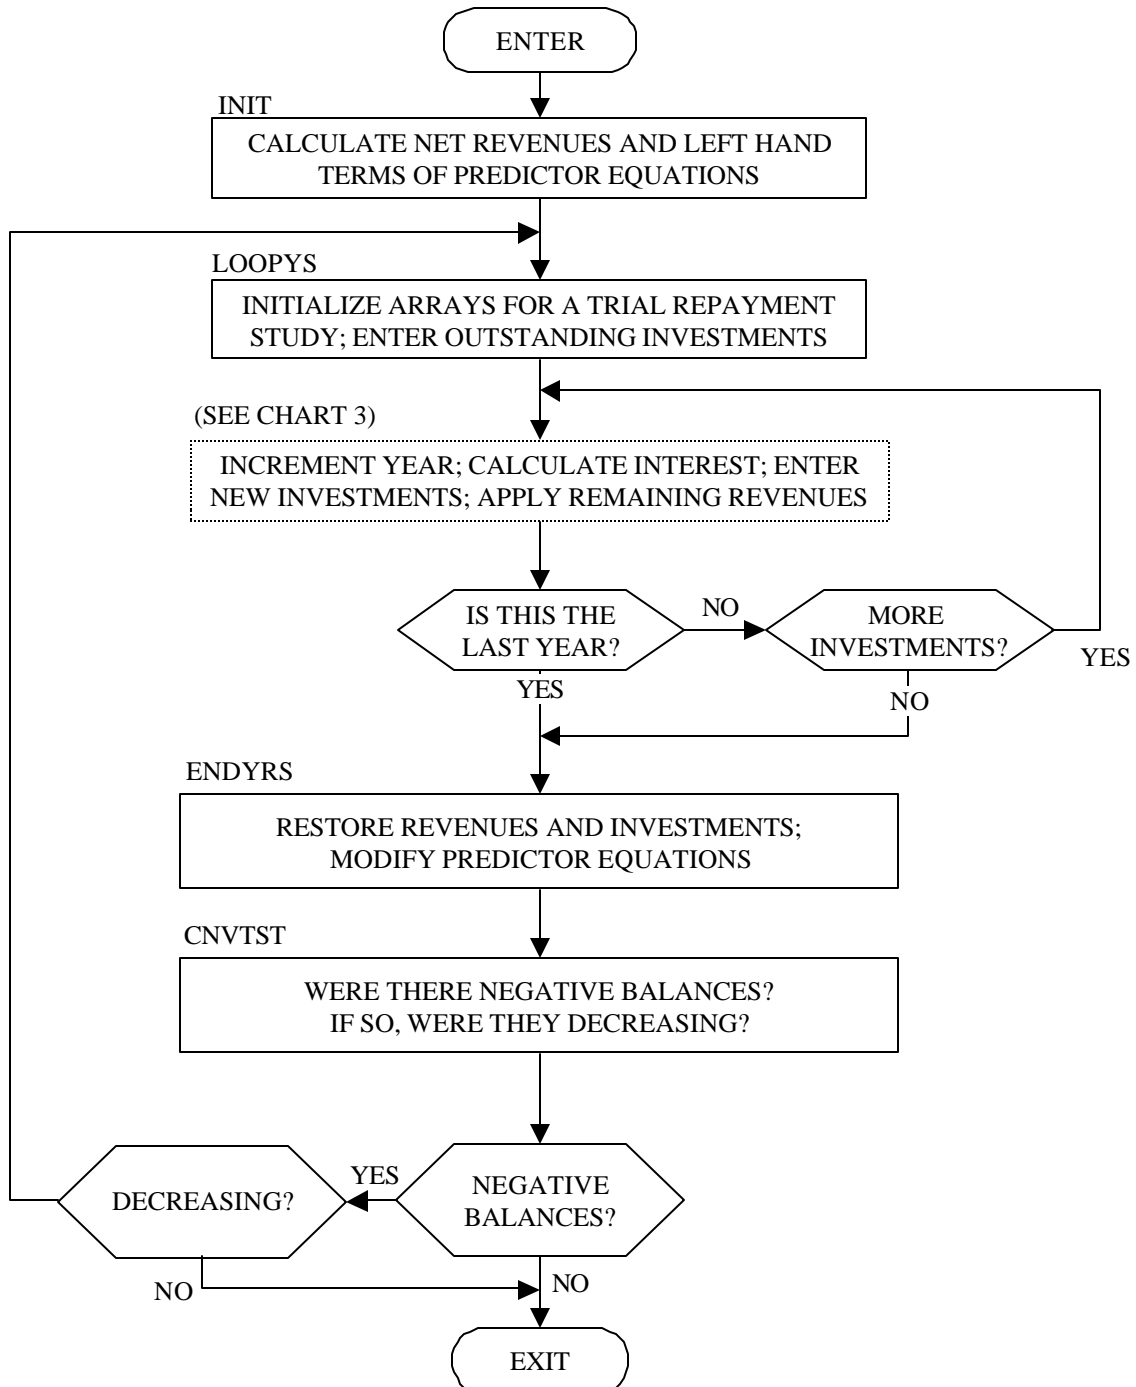 ENTER
INIT
CALCULATE NET REVENUES AND LEFT HAND
TERMS OF PREDICTOR EQUATIONS
LOOPYS
INITIALIZE ARRAYS FOR A TRIAL REPAYMENT
STUDY; ENTER OUTSTANDING INVESTMENTS
(SEE CHART 3)
INCREMENT YEAR; CALCULATE INTEREST; ENTER
NEW INVESTMENTS; APPLY REMAINING REVENUES
IS THIS THE
LAST YEAR?
NO
MORE
INVESTMENTS?
YES
YES
NO
ENDYRS
RESTORE REVENUES AND INVESTMENTS;
MODIFY PREDICTOR EQUATIONS
CNVTST
WERE THERE NEGATIVE BALANCES?
IF SO, WERE THEY DECREASING?
DECREASING?
YES
NEGATIVE
BALANCES?
NO
NO
EXIT